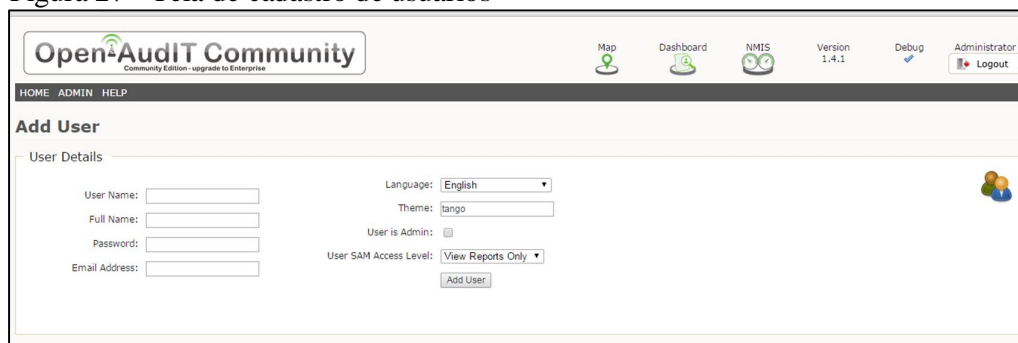 Figura 27 – Tela de cadastro de usuários
Open-AudIT Community
Community Edition - upgrade to Enterprise
Map
Dashboard
NMIS
Version
1.4.1
Debug
Administrator
Logout
HOME ADMIN HELP
Add User
User Details
User Name:
Full Name:
Password:
Email Address:
Language: English
Theme: tango
User is Admin:
User SAM Access Level: View Reports Only
Add User